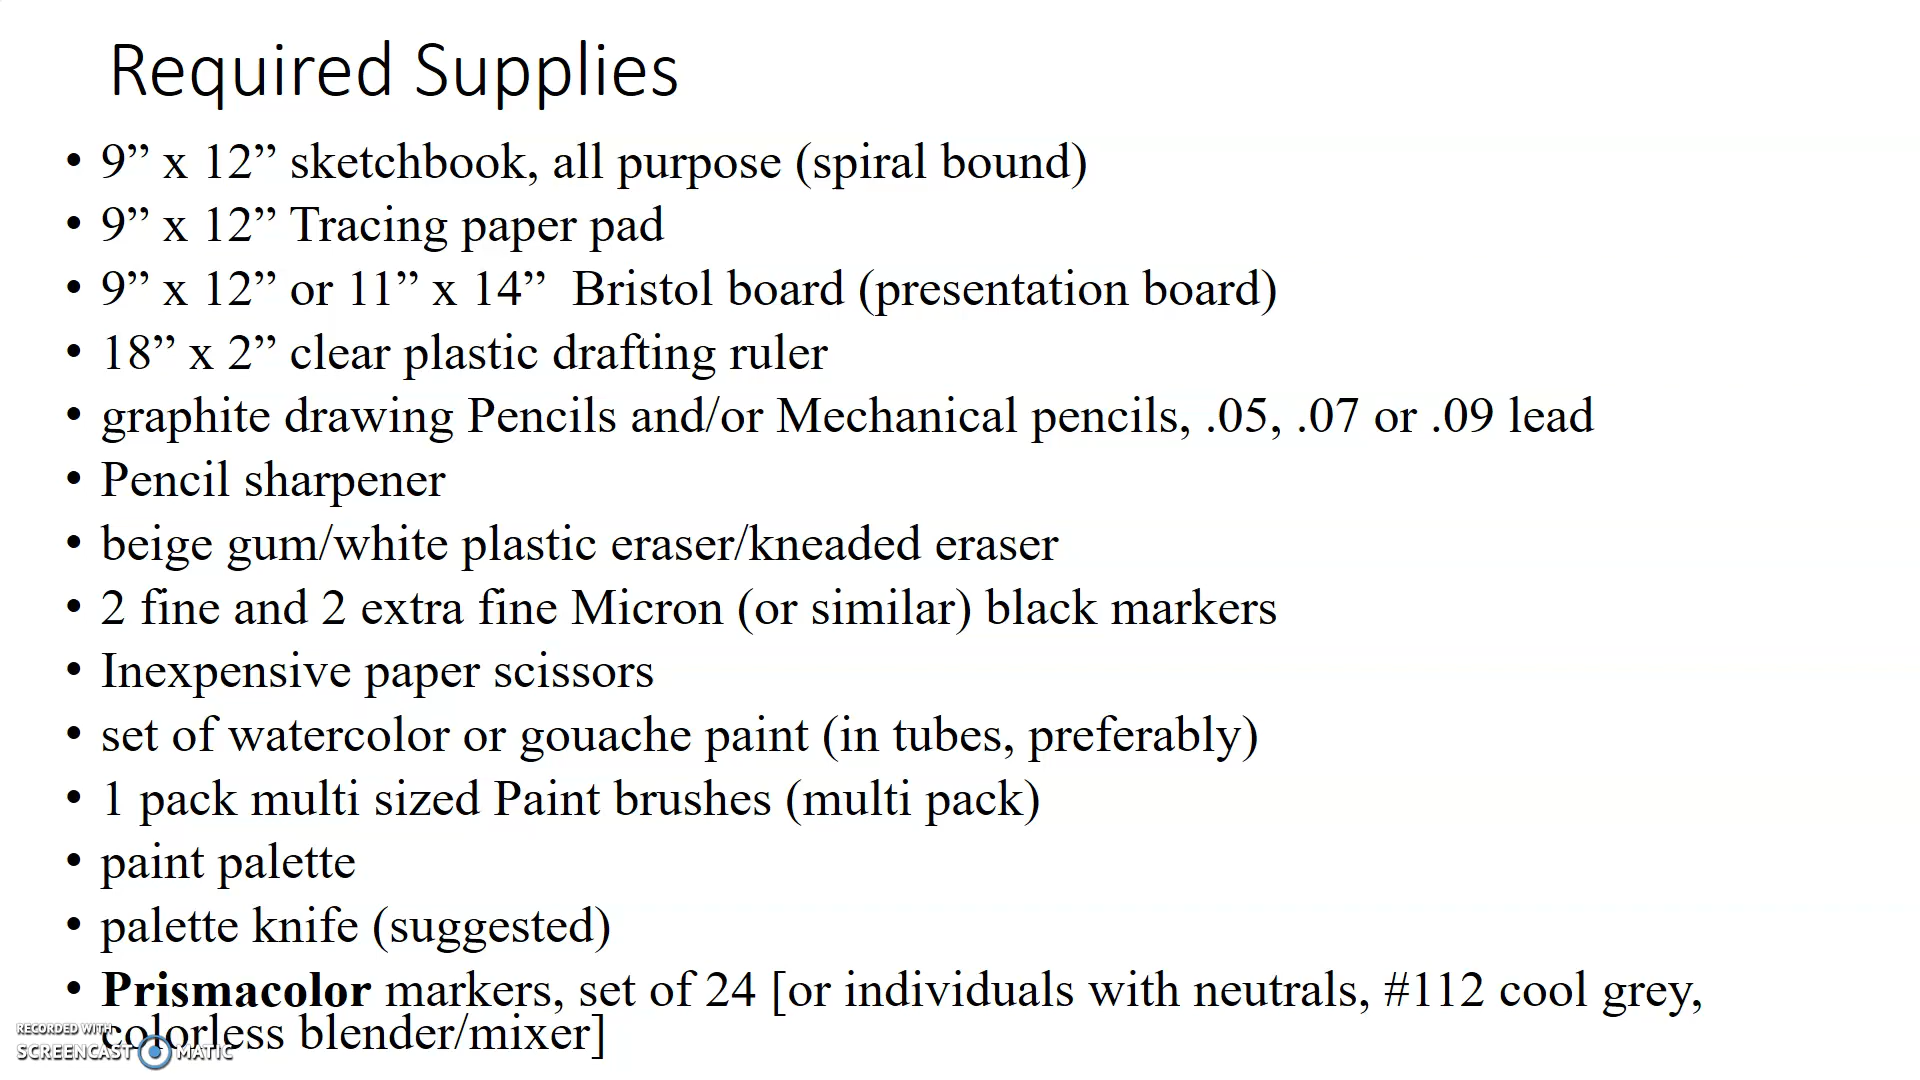 Required Supplies
• 9” x 12” sketchbook, all purpose (spiral bound)
• 9” x 12” Tracing paper pad
• 9” x 12” or 11” x 14”  Bristol board (presentation board)
• 18” x 2” clear plastic drafting ruler
• graphite drawing Pencils and/or Mechanical pencils, .05, .07 or .09 lead
• Pencil sharpener
• beige gum/white plastic eraser/kneaded eraser
• 2 fine and 2 extra fine Micron (or similar) black markers
• Inexpensive paper scissors
• set of watercolor or gouache paint (in tubes, preferably)
• 1 pack multi sized Paint brushes (multi pack)
• paint palette
• palette knife (suggested)
• Prismacolor markers, set of 24 [or individuals with neutrals, #112 cool grey,
colorless blender/mixer]
RECORDED WITH
SCREENCAST MATIC